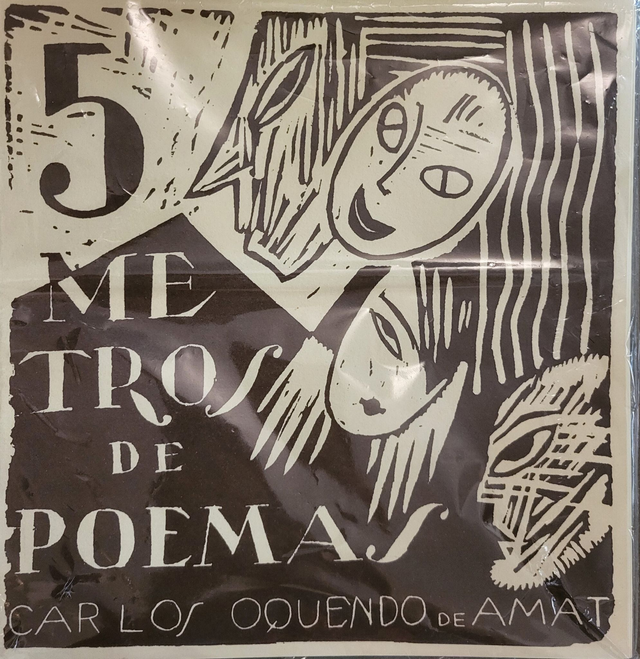 5
ME
TROS
DE
POEMAS
CARLOS OQUENDO DE AMAT